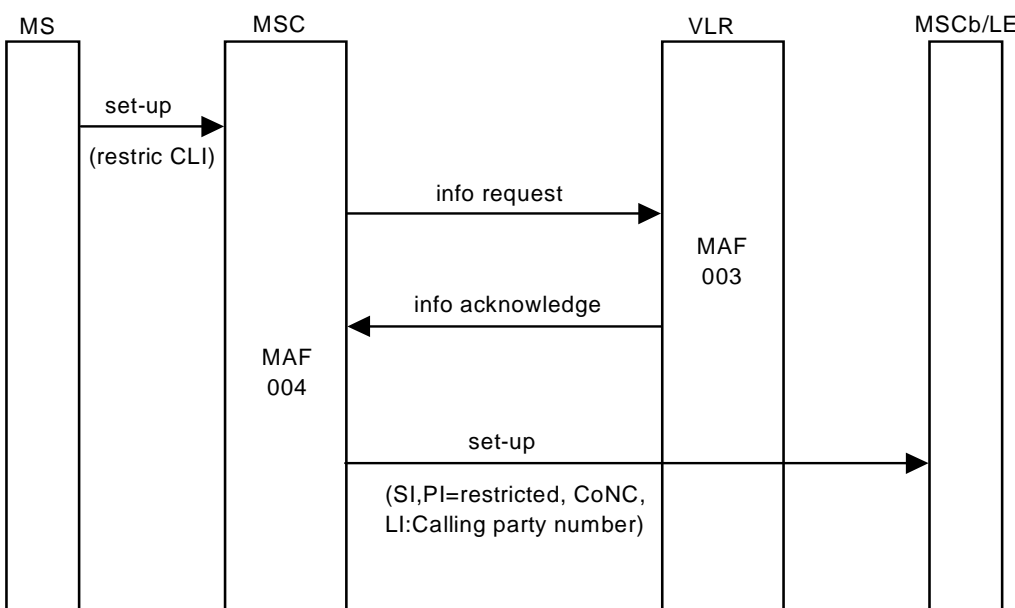 MS
MSC
VLR
MSCb/LE
set-up
(restric CLI)
info request
MAF
003
info acknowledge
MAF
004
set-up
(SI,PI=restricted, CoNC,
LI:Calling party number)